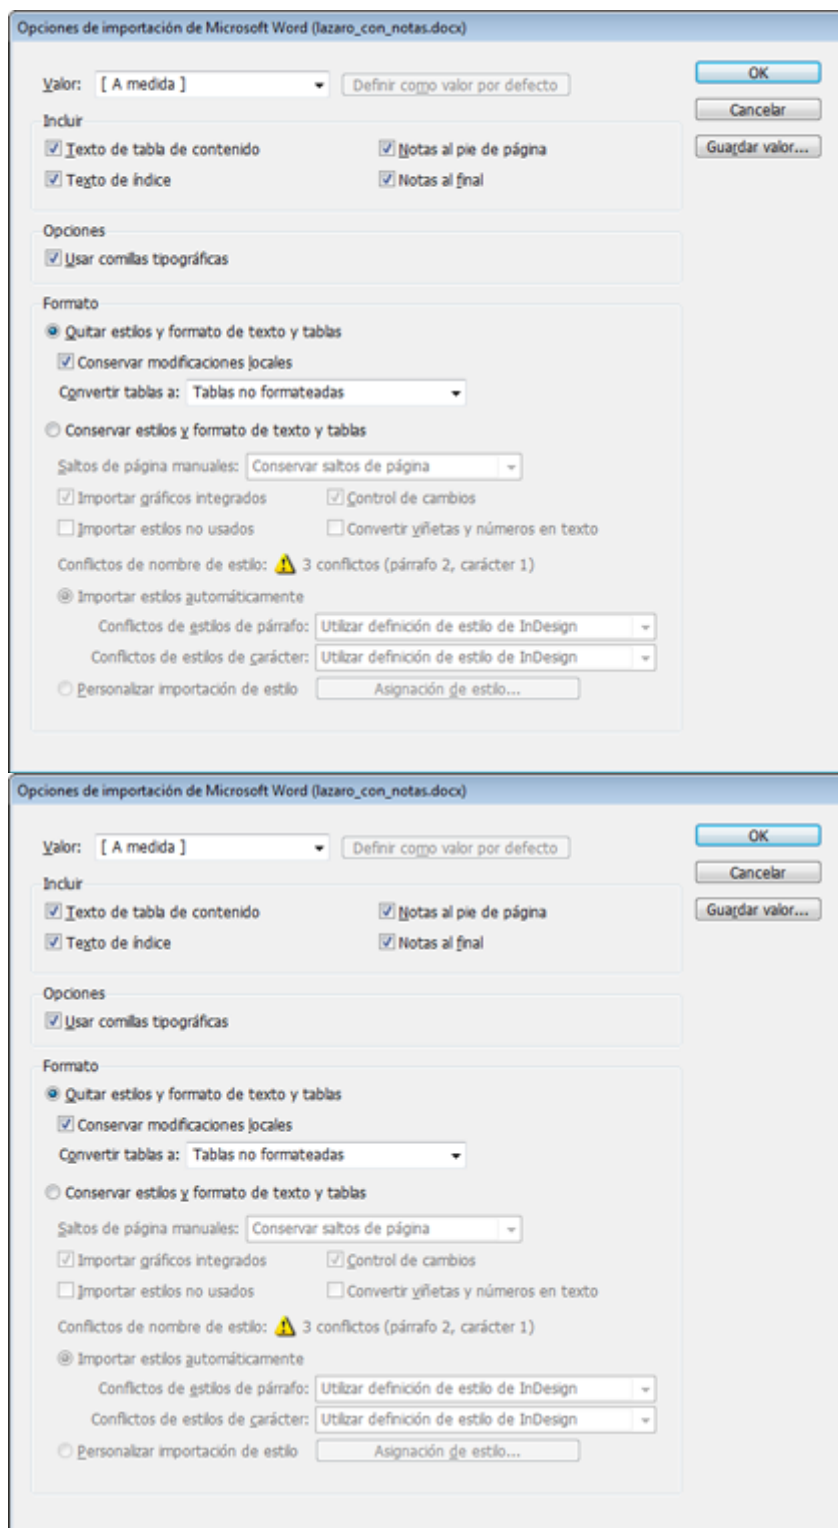 Opciones de importación de Microsoft Word (lazaro_con_notas.docx)
Valor: [ A medida ] Definir como valor por defecto OK
Cancelar
Incluir
Texto de tabla de contenido Notas al pie de página Guardar valor...
Texto de índice Notas al final
Opciones
Usar comillas tipográficas
Formato
Quitar estilos y formato de texto y tablas
Conservar modificaciones locales
Convertir tablas a: Tablas no formateadas
Conservar estilos y formato de texto y tablas
Saltos de página manuales: Conservar saltos de página
Importar gráficos integrados Control de cambios
Importar estilos no usados Convertir viñetas y números en texto
Conflictos de nombre de estilo: 3 conflictos (párrafo 2, carácter 1)
Importar estilos automáticamente
Conflictos de estilos de párrafo: Utilizar definición de estilo de InDesign
Conflictos de estilos de carácter: Utilizar definición de estilo de InDesign
Personalizar importación de estilo Asignación de estilo...
Opciones de importación de Microsoft Word (lazaro_con_notas.docx)
Valor: [ A medida ] Definir como valor por defecto OK
Cancelar
Incluir
Texto de tabla de contenido Notas al pie de página Guardar valor...
Texto de índice Notas al final
Opciones
Usar comillas tipográficas
Formato
Quitar estilos y formato de texto y tablas
Conservar modificaciones locales
Convertir tablas a: Tablas no formateadas
Conservar estilos y formato de texto y tablas
Saltos de página manuales: Conservar saltos de página
Importar gráficos integrados Control de cambios
Importar estilos no usados Convertir viñetas y números en texto
Conflictos de nombre de estilo: 3 conflictos (párrafo 2, carácter 1)
Importar estilos automáticamente
Conflictos de estilos de párrafo: Utilizar definición de estilo de InDesign
Conflictos de estilos de carácter: Utilizar definición de estilo de InDesign
Personalizar importación de estilo Asignación de estilo...